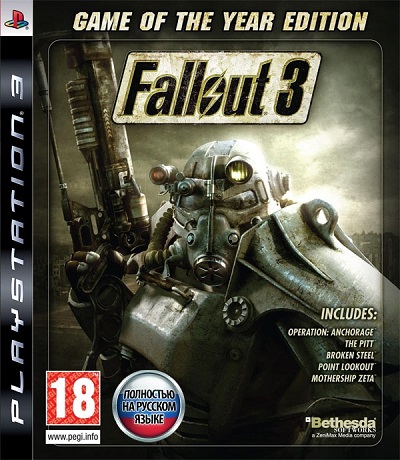 GAME OF THE YEAR EDITION
Fallout 3
PLAYSTATION 3
INCLUDES:
OPERATION: ANCHORAGE
THE PITT
BROKEN STEEL
POINT LOOKOUT
MOTHERSHIP ZETA
18
www.pegi.info
ПОЛНОСТЬЮ
НА РУССКОМ
ЯЗЫКЕ
Bethesda
SOFTWORKS
a ZeniMax Media company